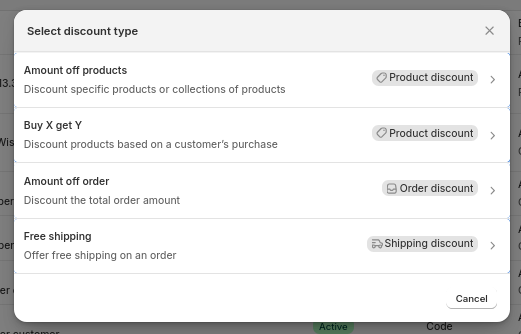 Select discount type
Amount off products
Discount specific products or collections of products
Product discount
Buy X get Y
Discount products based on a customer’s purchase
Product discount
Amount off order
Discount the total order amount
Order discount
Free shipping
Offer free shipping on an order
Shipping discount
Cancel
Active
Code